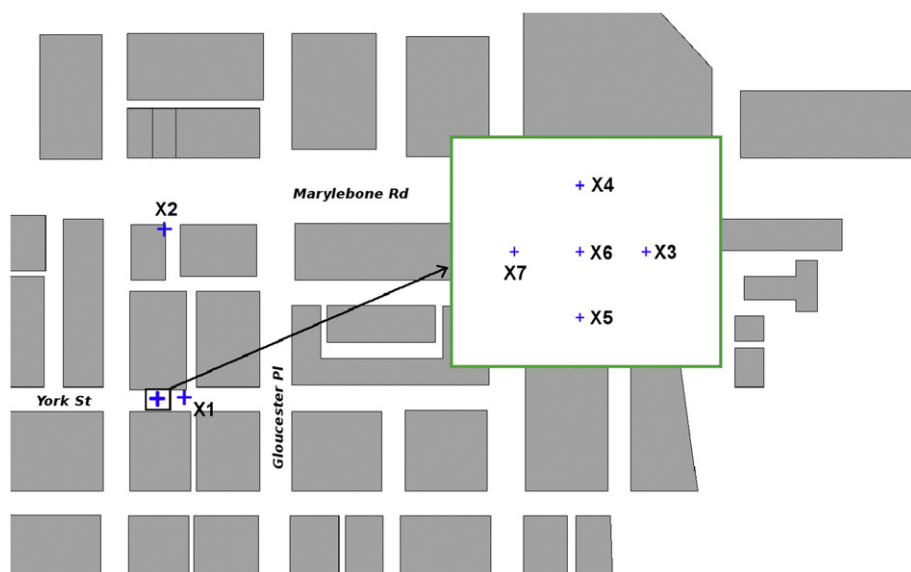 X4
Marylebone Rd
X2
X6
X3
X7
X5
Gloucester Pl
York St
X1